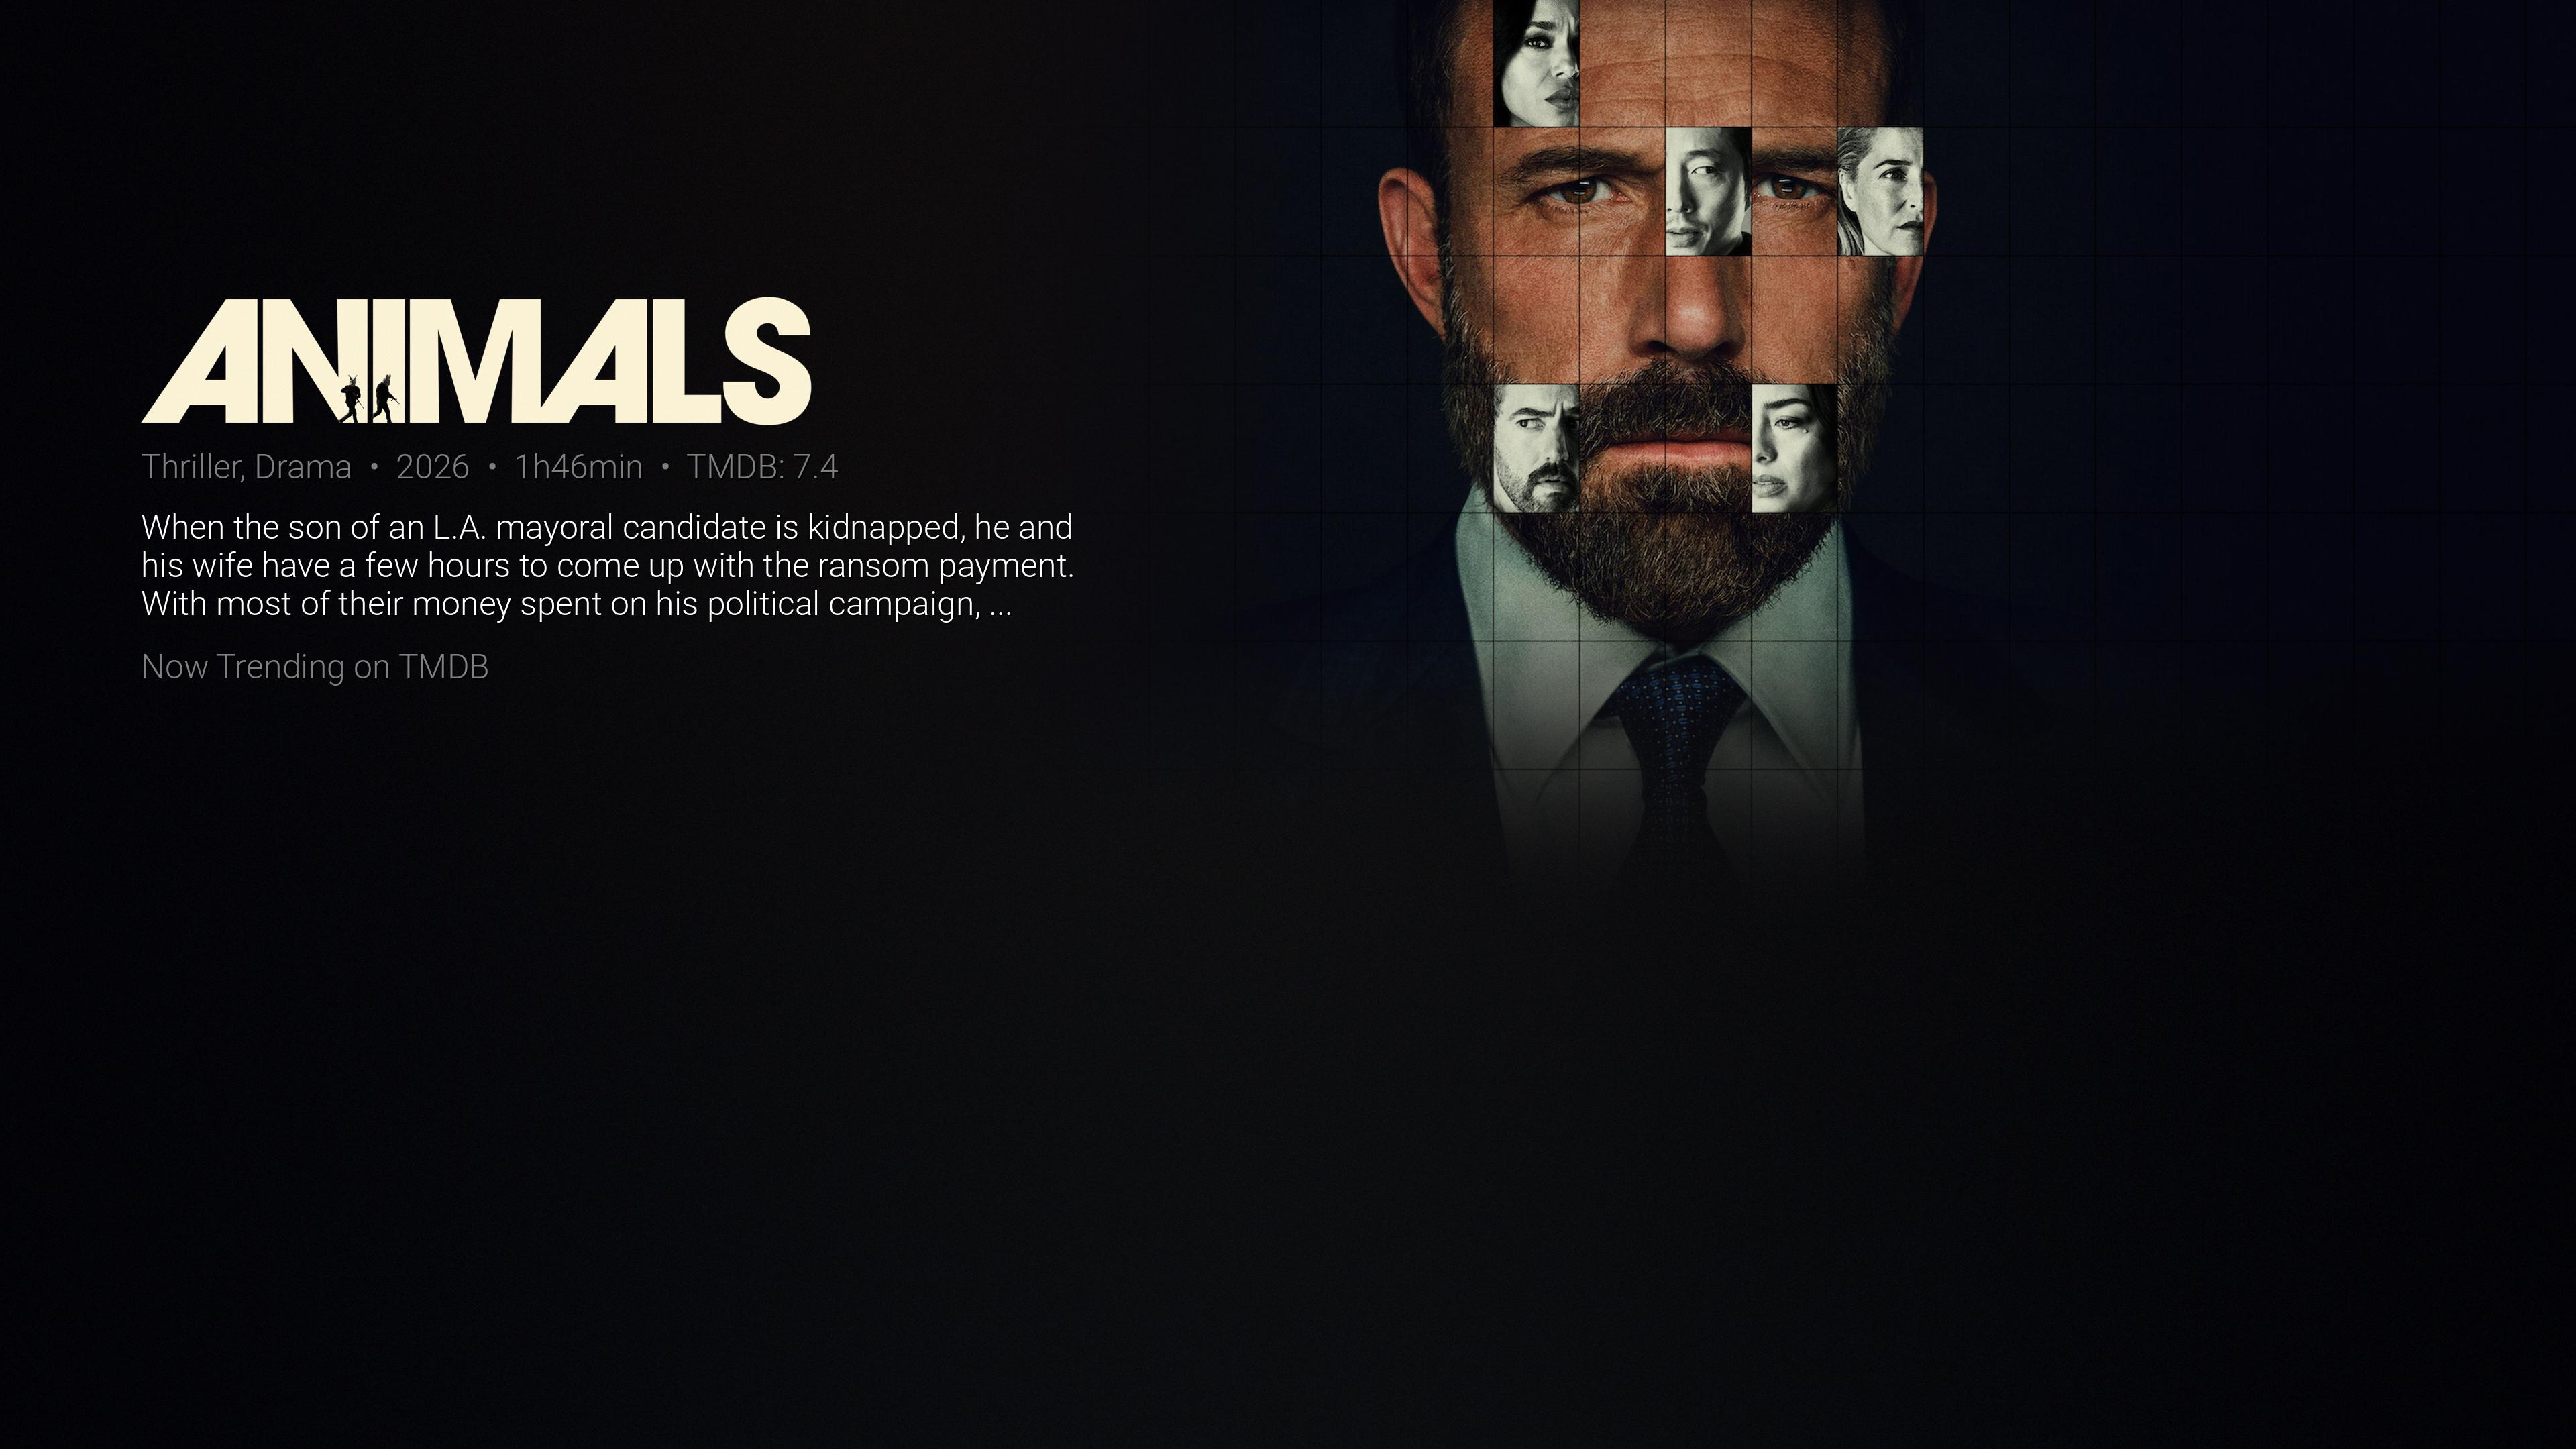 ANIMALS
Thriller, Drama • 2026 • 1h46min • TMDB: 7.4
When the son of an L.A. mayoral candidate is kidnapped, he and
his wife have a few hours to come up with the ransom payment.
With most of their money spent on his political campaign, ...
Now Trending on TMDB